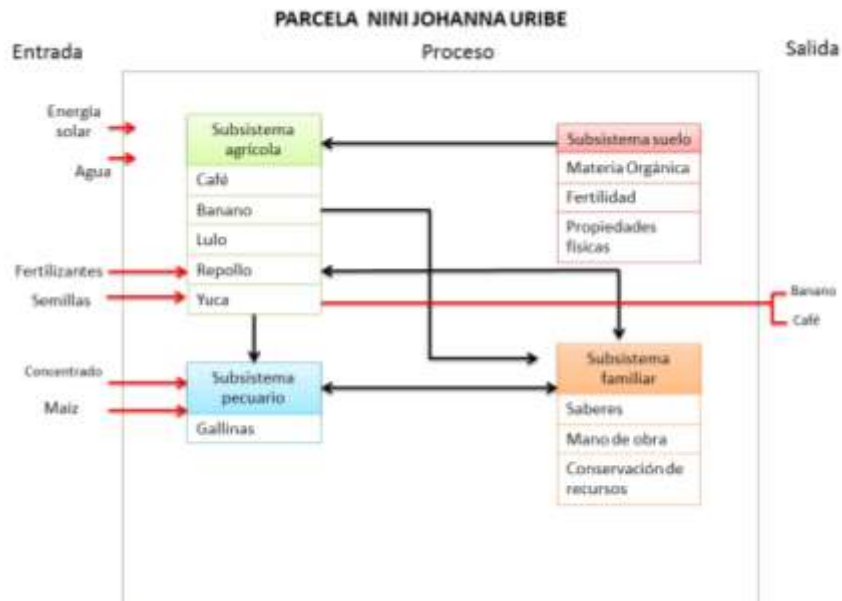 PARCELA NINI JOHANNA URIBE
Entrada
Proceso
Salida
Energía
solar
Agua
Fertilizantes
Semillas
Concentrado
Maíz
Subsistema
agrícola
Café
Banano
Lulo
Repollo
Yuca
Subsistema
pecuario
Gallinas
Subsistema suelo
Materia Orgánica
Fertilidad
Propiedades
físicas
Subsistema
familiar
Saberes
Mano de obra
Conservación de
recursos
Banano
Café